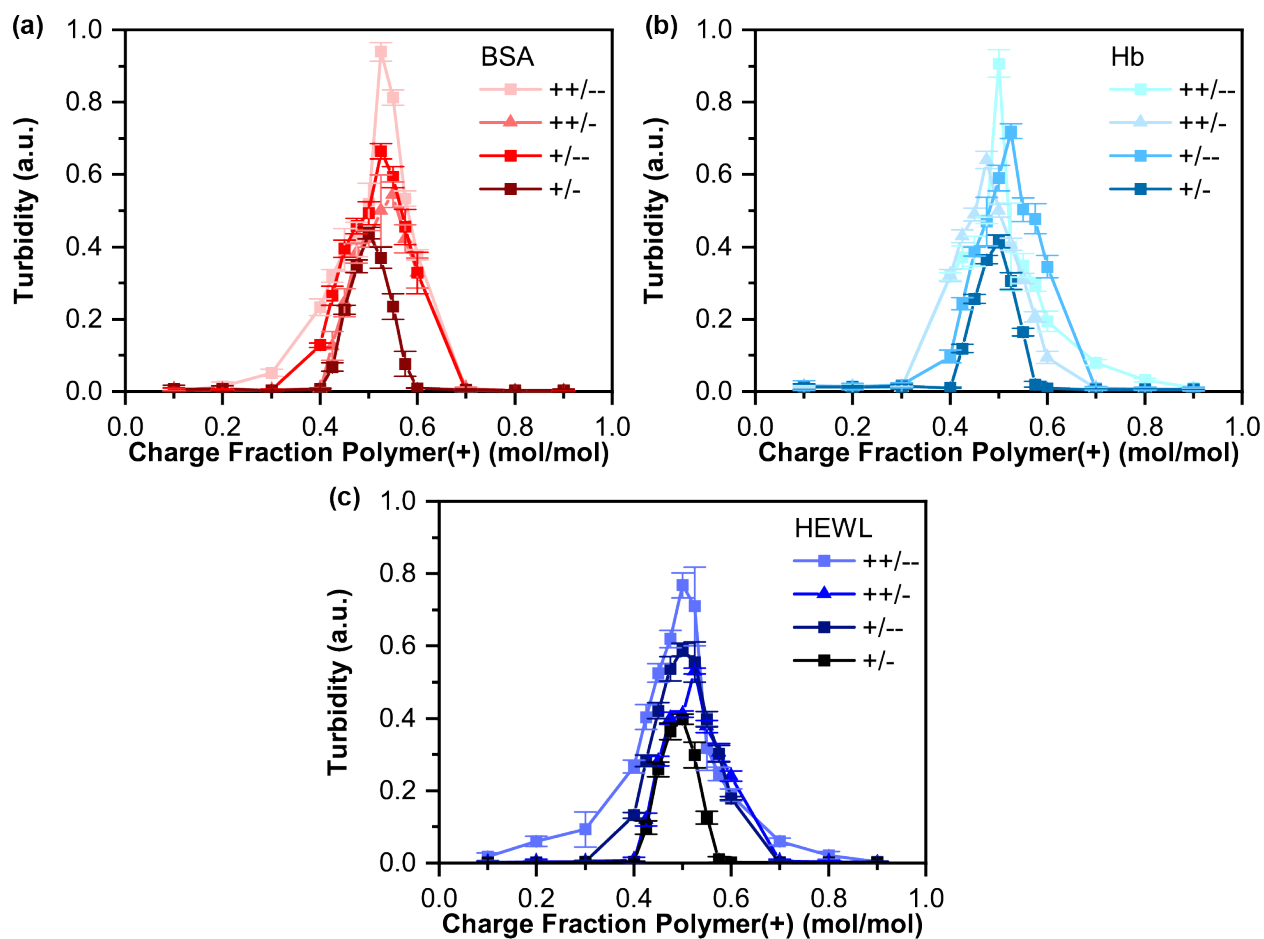 (a)
BSA
++/--
++/-
+/--
+/-
1.0
0.8
0.6
0.4
0.2
0.0
Turbidity (a.u.)
0.0 0.2 0.4 0.6 0.8 1.0
Charge Fraction Polymer(+) (mol/mol)
(b)
Hb
++/--
++/-
+/--
+/-
1.0
0.8
0.6
0.4
0.2
0.0
Turbidity (a.u.)
0.0 0.2 0.4 0.6 0.8 1.0
Charge Fraction Polymer(+) (mol/mol)
(c)
HEWL
++/--
++/-
+/--
+/-
1.0
0.8
0.6
0.4
0.2
0.0
Turbidity (a.u.)
0.0 0.2 0.4 0.6 0.8 1.0
Charge Fraction Polymer(+) (mol/mol)